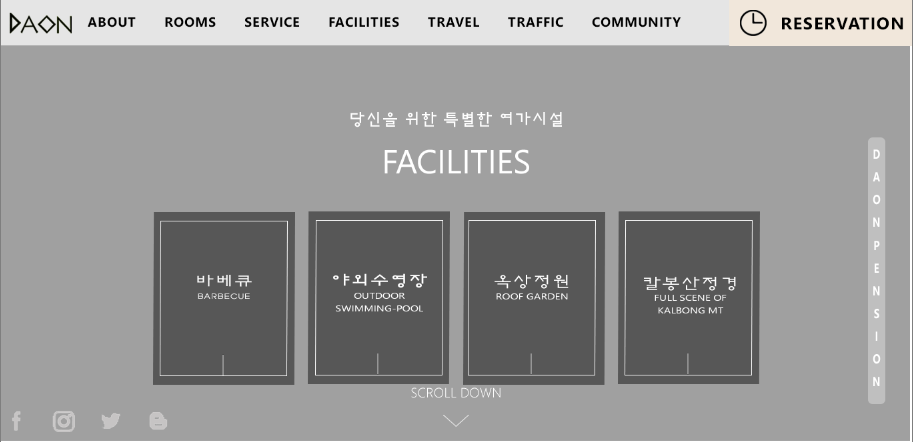 DAON ABOUT ROOMS SERVICE FACILITIES TRAVEL TRAFFIC COMMUNITY RESERVATION
당신을 위한 특별한 여가시설
FACILITIES
바베큐
BARBECUE
야외수영장
OUTDOOR
SWIMMING-POOL
옥상정원
ROOF GARDEN
칼봉산정경
FULL SCENE OF
KALBONG MT
SCROLL DOWN
DAONPENSION